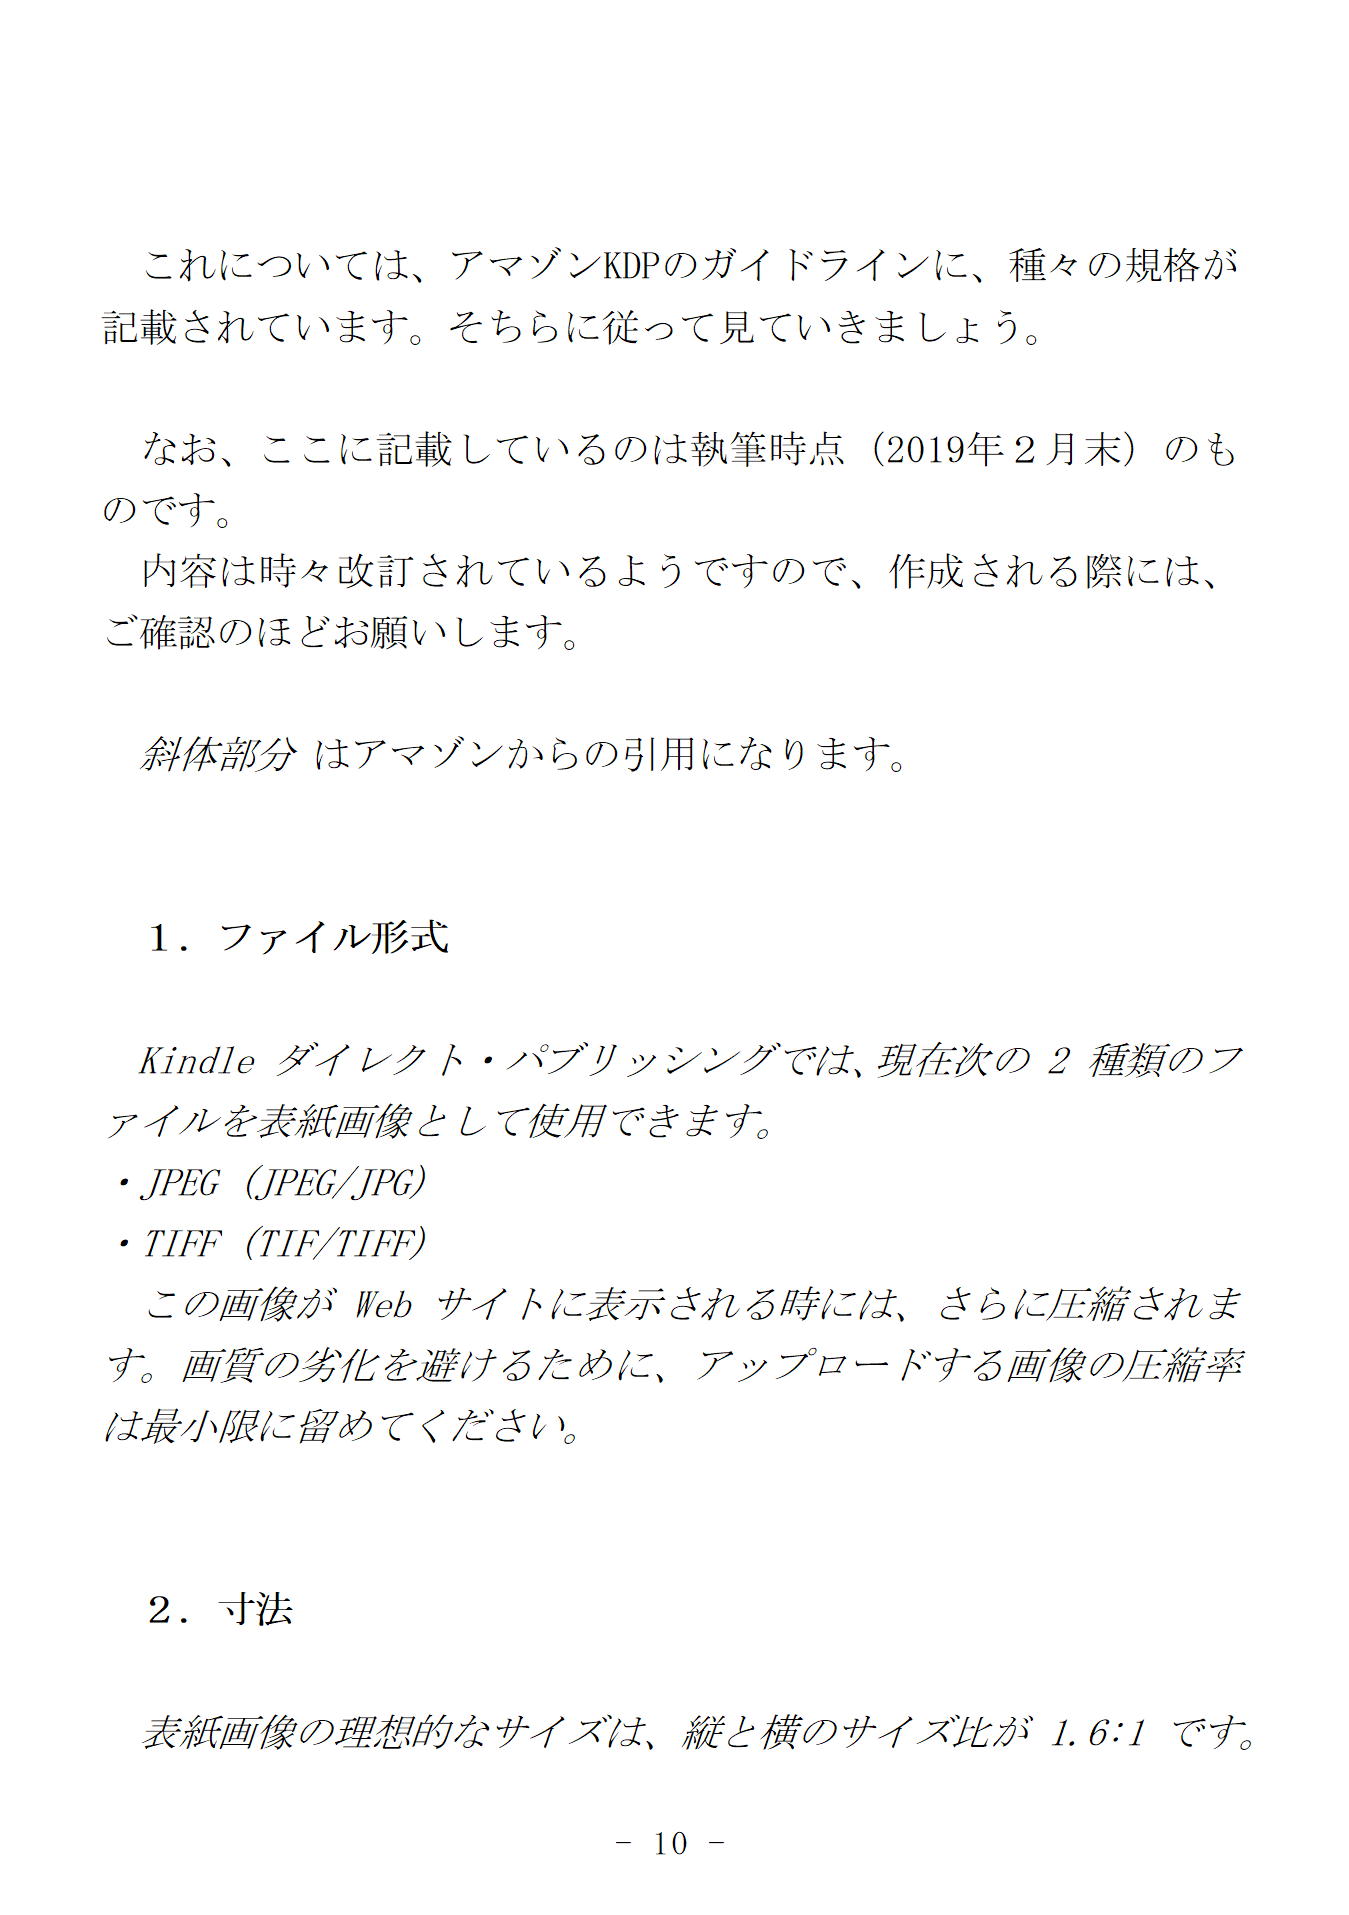 これについては、アマゾンKDPのガイドラインに、種々の規格が
記載されています。そちらに従って見ていきましょう。
なお、ここに記載しているのは執筆時点（2019年２月末）のも
のです。
内容は時々改訂されているようですので、作成される際には、
ご確認のほどお願いします。
斜体部分 はアマゾンからの引用になります。
１．ファイル形式
Kindle ダイレクト・パブリッシングでは、現在次の 2 種類のフ
ァイルを表紙画像として使用できます。
・JPEG (JPEG/JPG)
・TIFF (TIF/TIFF)
この画像が Web サイトに表示される時には、さらに圧縮されま
す。画質の劣化を避けるために、アップロードする画像の圧縮率
は最小限に留めてください。
２．寸法
表紙画像の理想的なサイズは、縦と横のサイズ比が 1.6:1 です。
- 10 -